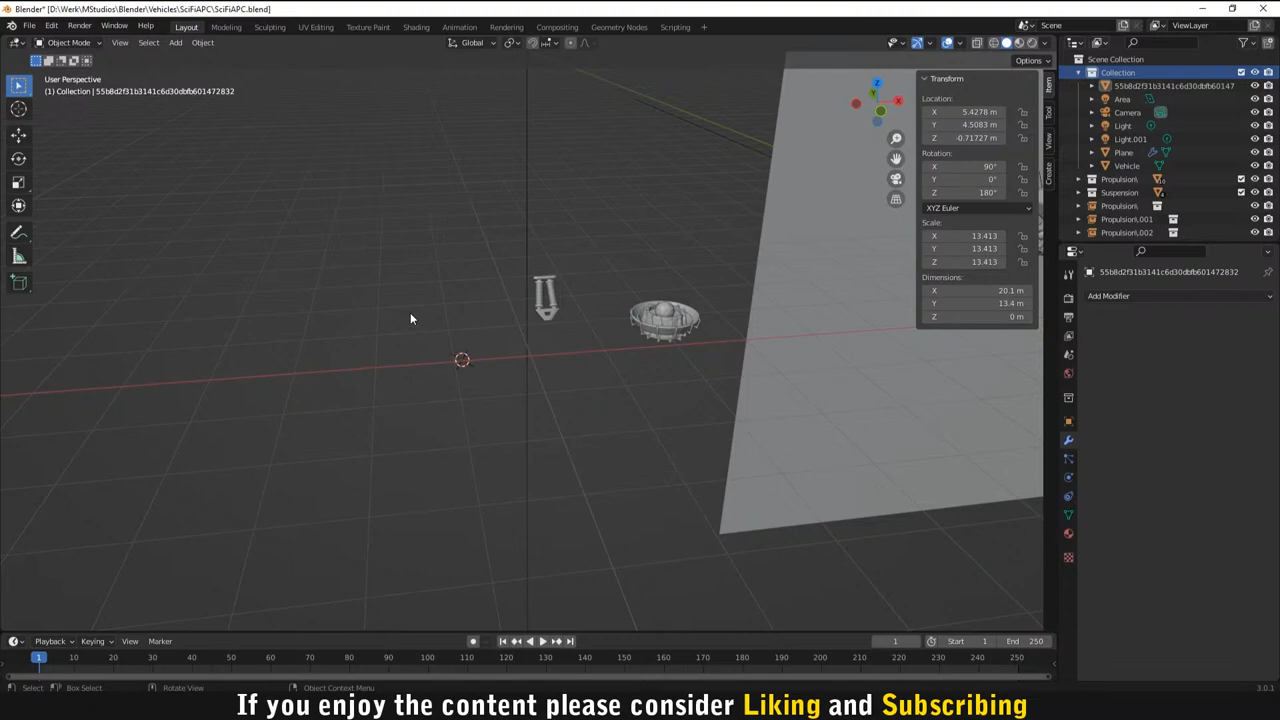 Blender* [D:\Werk\MStudios\Blender\Vehicles\SciFiAPC\SciFiAPC.blend]
File Edit Render Window Help Layout Modeling Sculpting UV Editing Texture Paint Shading Animation Rendering Compositing Geometry Nodes Scripting Scene ViewLayer
Object Mode View Select Add Object Global
Options
User Perspective
(1) Collection | 55b8d2f31b3141c6d30dbfb601472832
Z
Y
X
Transform
Location:
X 5.4278 m
Y 4.5083 m
Z -0.71727 m
Rotation:
X 90°
Y 0°
Z 180°
XYZ Euler
Scale:
X 13.413
Y 13.413
Z 13.413
Dimensions:
X 20.1 m
Y 13.4 m
Z 0 m
Item
Tool
View
Create
Scene Collection
Collection
55b8d2f31b3141c6d30dbfb60147
Area
Camera
Light
Light.001
Plane
Vehicle
Propulsion
Suspension
Propulsion
Propulsion.001
Propulsion.002
55b8d2f31b3141c6d30dbfb601472832
Add Modifier
Playback Keying View Marker 1 Start 1 End 250
1 10 20 30 40 50 60 70 80 90 100 110 120 130 140 150 160 170 180 190 200 210 220 230 240 250
Select Box Select Rotate View Object Context Menu 3.0.1
If you enjoy the content please consider Liking and Subscribing